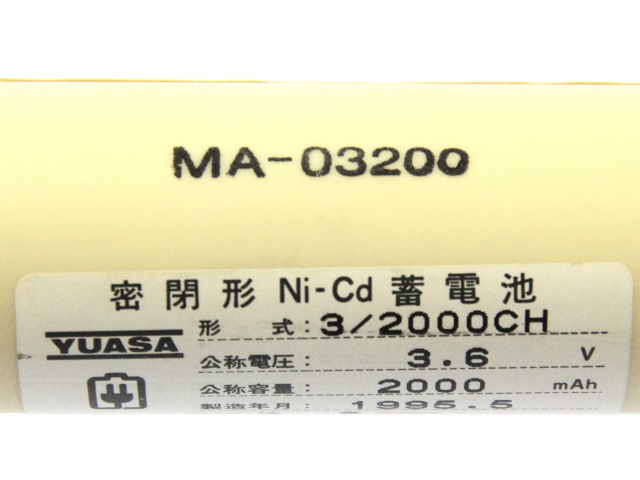 MA-03200
密閉形 Ni-Cd 蓄電池
YUASA
形 式: 3/2000CH
公称電圧: 3.6 V
公称容量: 2000 mAh
製造年月: 1995.5